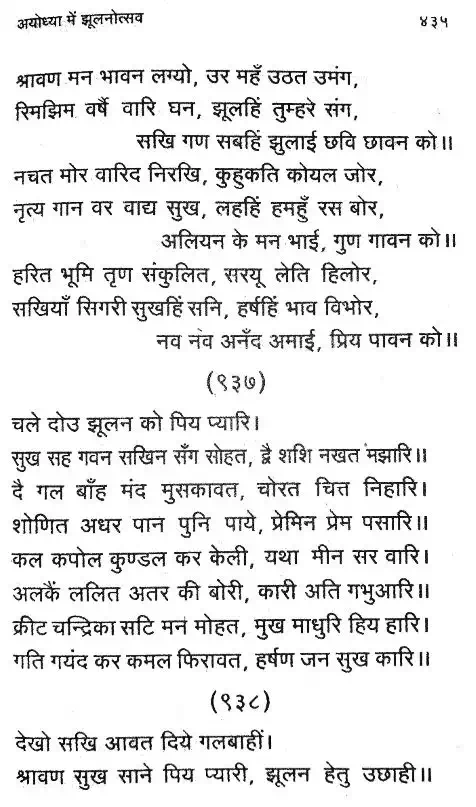 अयोध्या में झूलनोत्सव ४३५
श्रावण मन भावन लग्यो, उर महँ उठत उमंग,
रिमझिम वर्षै वारि घन, झूलहिं तुम्हरे संग,
सखि गण सबहिं झुलाई छवि छावन को॥
नचत मोर वारिद निरखि, कुहुकति कोयल जोर,
नृत्य गान वर वाद्य सुख, लहहिं हमहुँ रस बोर,
अलियन के मन भाई, गुण गावन को॥
हरित भूमि तृण संकुलित, सरयू लेति हिलोर,
सखियाँ सिगरी सुखहिं सनि, हर्षहिं भाव विभोर,
नव नव अनँद अमाई, प्रिय पावन को॥
(९३७)
चले दोउ झूलन को पिय प्यारि।
सुख सह गवन सखिन सँग सोहत, द्वै शशि नखत मझारि॥
दै गल बाँह मंद मुसकावत, चोरत चित्त निहारि।
शोणित अधर पान पुनि पाये, प्रेमिन प्रेम पसारि॥
कल कपोल कुण्डल कर केली, यथा मीन सर वारि।
अलकैं ललित अतर की बोरी, कारी अति गभुआरि॥
क्रीट चन्द्रिका सटि मन मोहत, मुख माधुरि हिय हारि।
गति गयंद कर कमल फिरावत, हर्षण जन सुख कारि॥
(९३८)
देखो सखि आवत दिये गलबाहीं।
श्रावण सुख साने पिय प्यारी, झूलन हेतु उछाही॥